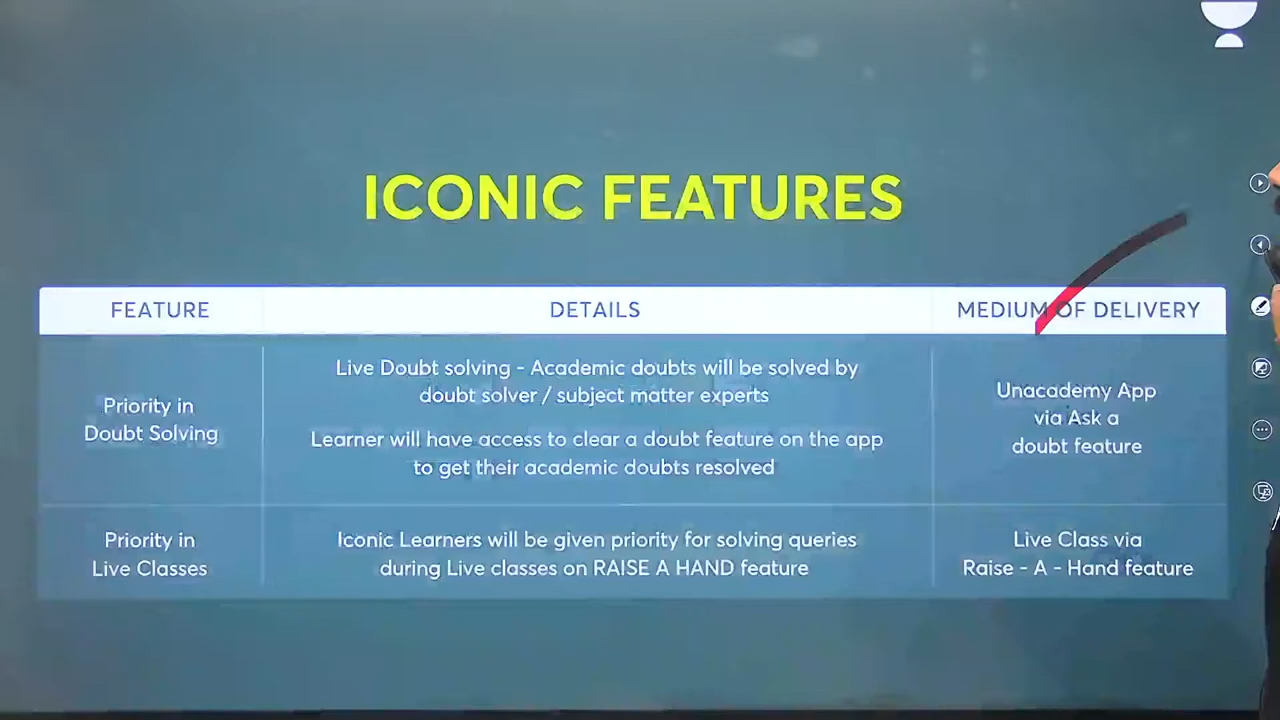 ICONIC FEATURES
FEATURE
DETAILS
MEDIUM OF DELIVERY
Priority in
Doubt Solving
Live Doubt solving - Academic doubts will be solved by
doubt solver / subject matter experts
Learner will have access to clear a doubt feature on the app
to get their academic doubts resolved
Unacademy App
via Ask a
doubt feature
Priority in
Live Classes
Iconic Learners will be given priority for solving queries
during Live classes on RAISE A HAND feature
Live Class via
Raise - A - Hand feature